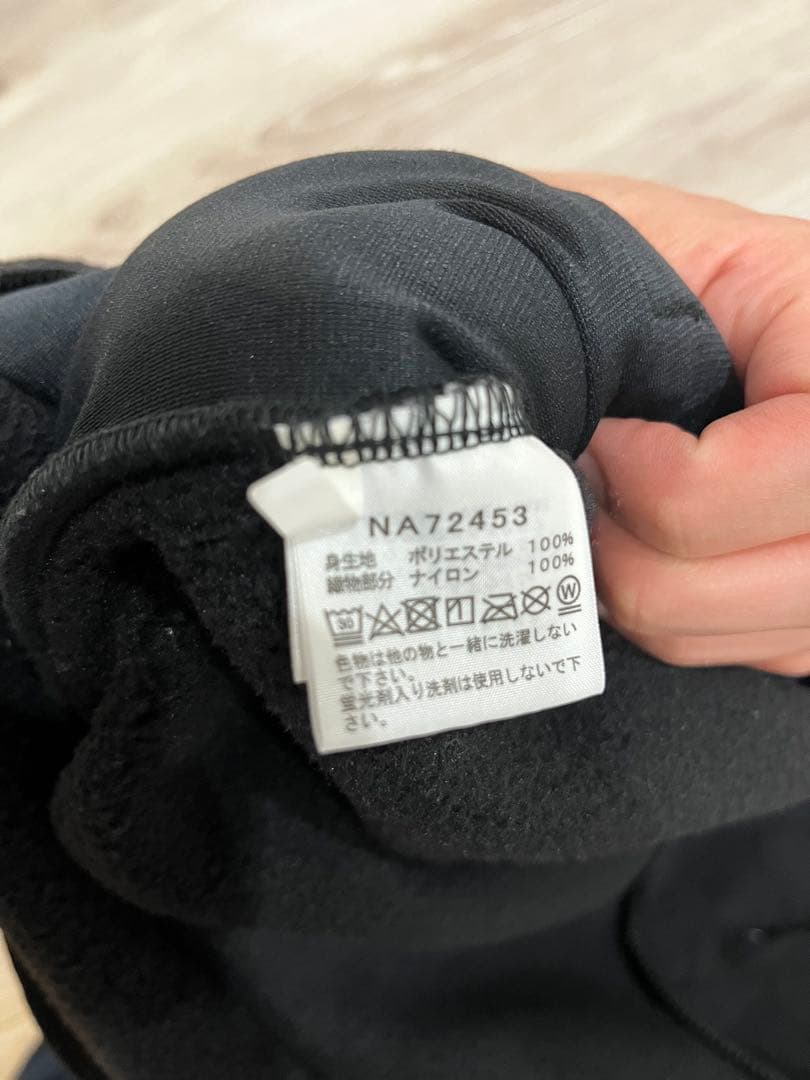 NA72453
身生地 ポリエステル 100%
織物部分 ナイロン 100%
30 W
色物は他の物と一緒に洗濯しない
で下さい。
蛍光剤入り洗剤は使用しないで下
さい。